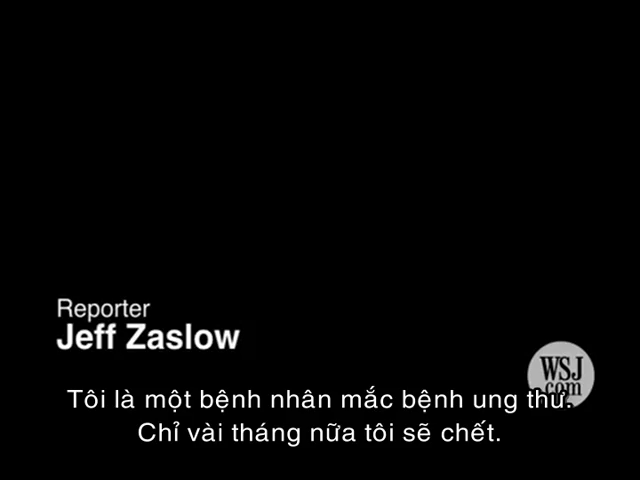 Reporter
Jeff Zaslow
WSJ
.com
Tôi là một bệnh nhân mắc bệnh ung thư.
Chỉ vài tháng nữa tôi sẽ chết.